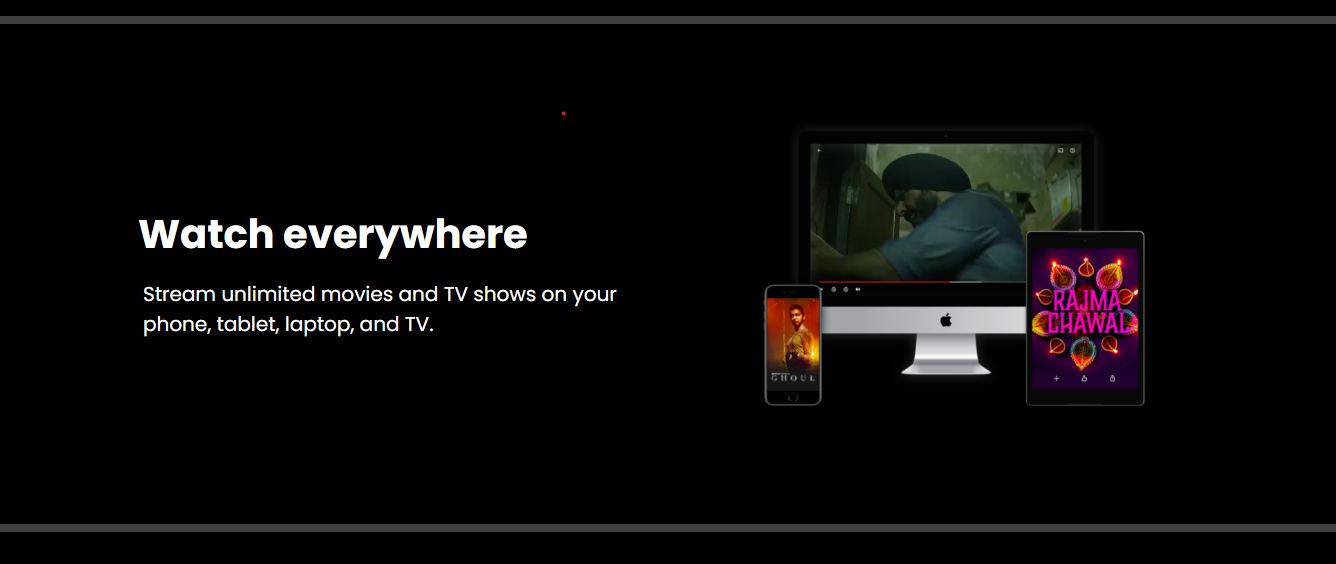 Watch everywhere
Stream unlimited movies and TV shows on your
phone, tablet, laptop, and TV.
GHOUL
RAJMA
CHAWAL